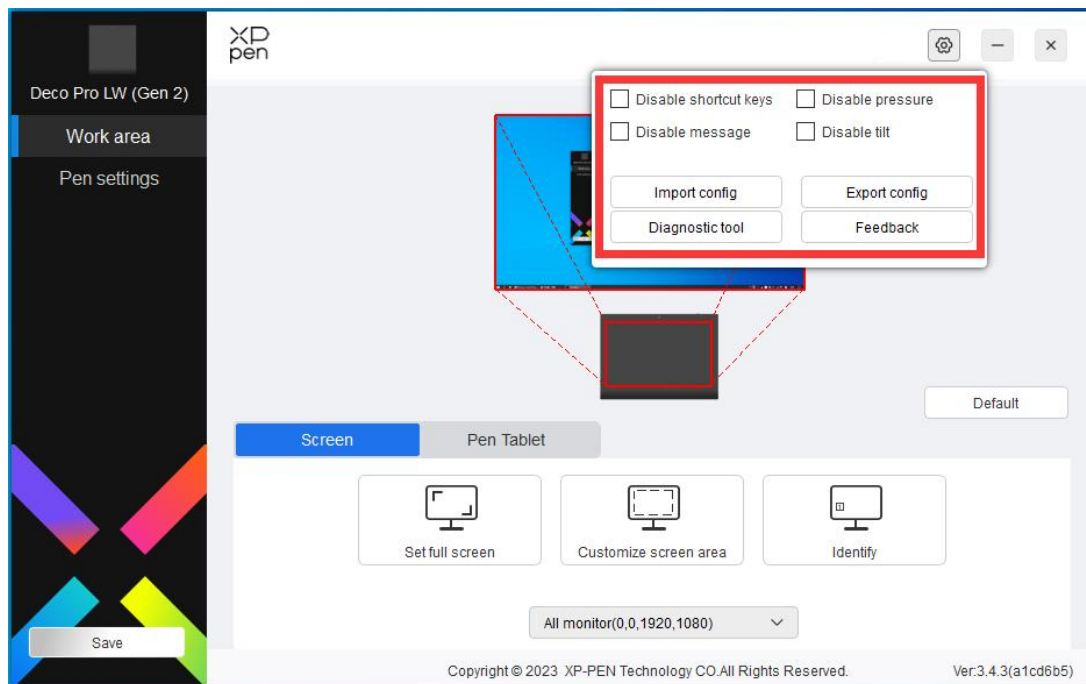 XP
pen
Deco Pro LW (Gen 2)
Work area
Pen settings
Disable shortcut keys
Disable pressure
Disable message
Disable tilt
Import config
Export config
Diagnostic tool
Feedback
Default
Screen
Pen Tablet
Set full screen
Customize screen area
1
Identify
All monitor(0,0,1920,1080)
Save
Copyright © 2023 XP-PEN Technology CO.All Rights Reserved.
Ver:3.4.3(a1cd6b5)